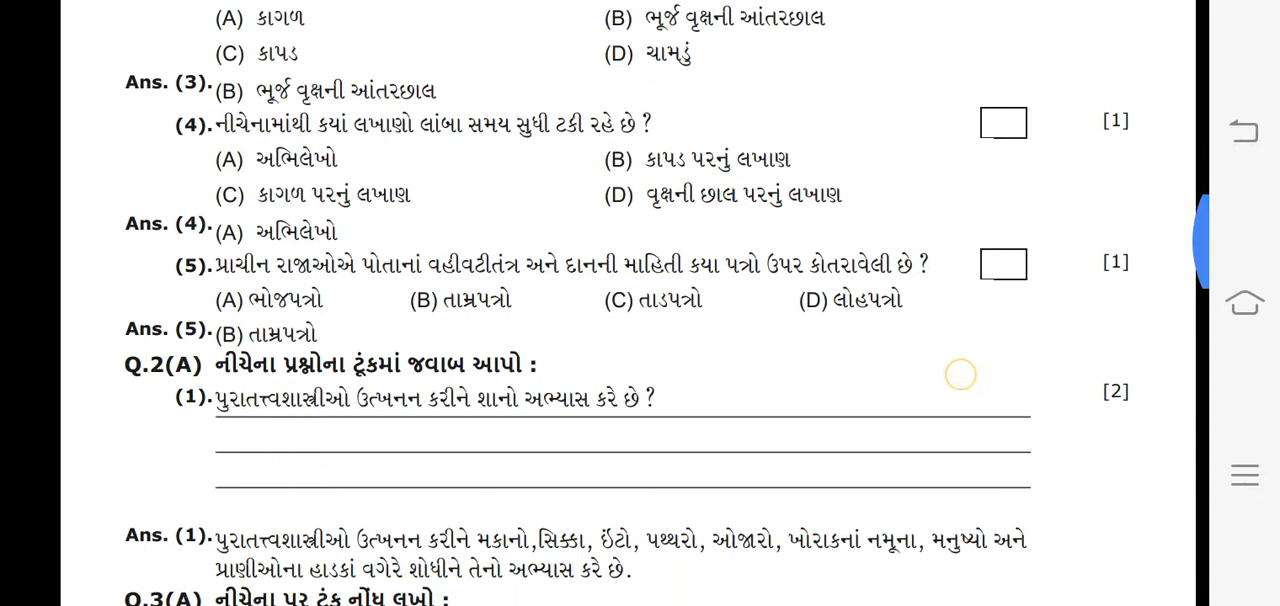 (A) કાગળ (B) ભૂર્જ વૃક્ષની આંતરછાલ
(C) કાપડ (D) ચામડું
Ans. (3). (B) ભૂર્જ વૃક્ષની આંતરછાલ
(4). નીચેનામાંથી કયાં લખાણો લાંબા સમય સુધી ટકી રહે છે ? [1]
(A) અભિલેખો (B) કાપડ પરનું લખાણ
(C) કાગળ પરનું લખાણ (D) વૃક્ષની છાલ પરનું લખાણ
Ans. (4). (A) અભિલેખો
(5). પ્રાચીન રાજાઓએ પોતાનાં વહીવટીતંત્ર અને દાનની માહિતી કયા પત્રો ઉપર કોતરાવેલી છે ? [1]
(A) ભોજપત્રો (B) તામ્રપત્રો (C) તાડપત્રો (D) લોહપત્રો
Ans. (5). (B) તામ્રપત્રો
Q.2(A) નીચેના પ્રશ્નોના ટૂંકમાં જવાબ આપો :
(1). પુરાતત્ત્વશાસ્ત્રીઓ ઉત્ખનન કરીને શાનો અભ્યાસ કરે છે ? [2]
Ans. (1). પુરાતત્ત્વશાસ્ત્રીઓ ઉત્ખનન કરીને મકાનો,સિક્કા, ઇંટો, પથ્થરો, ઓજારો, ખોરાકનાં નમૂના, મનુષ્યો અને
પ્રાણીઓના હાડકાં વગેરે શોધીને તેનો અભ્યાસ કરે છે.
Q.3(A) નીચેના પર ટૂંક નોંધ લખો :